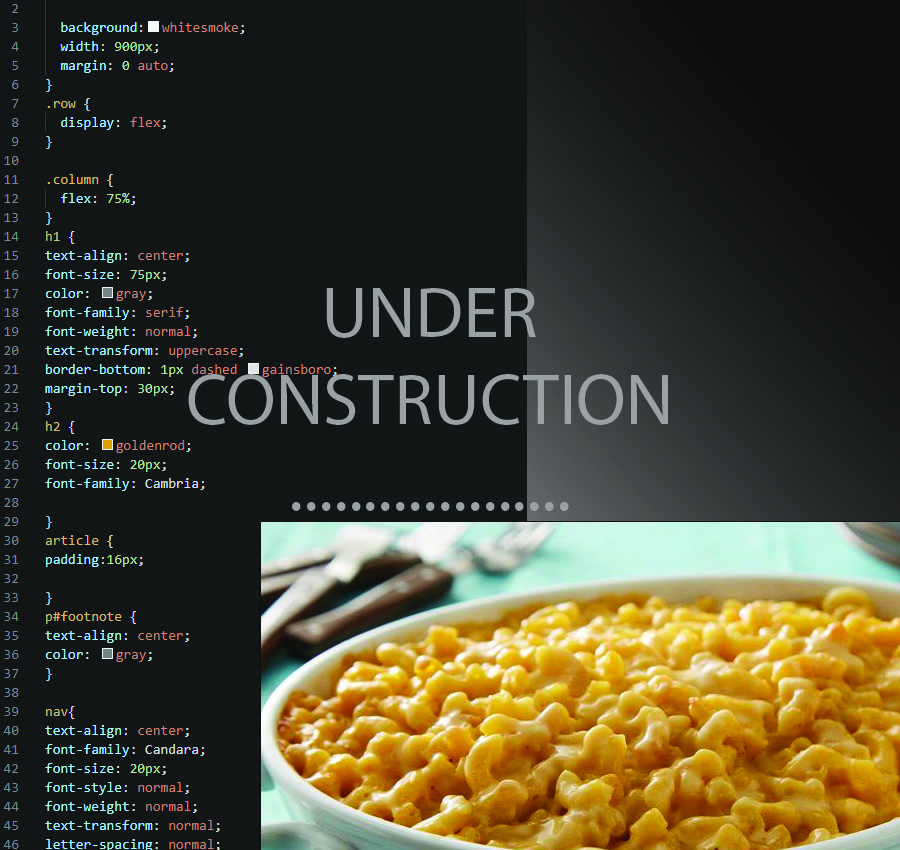 2
3 background: whitesmoke;
4 width: 900px;
5 margin: 0 auto;
6 }
7 .row {
8 display: flex;
9 }
10
11 .column {
12 flex: 75%;
13 }
14 h1 {
15 text-align: center;
16 font-size: 75px;
17 color: gray;
18 font-family: serif;
19 font-weight: normal;
20 text-transform: uppercase;
21 border-bottom: 1px dashed gainsboro;
22 margin-top: 30px;
23 }
24 h2 {
25 color: goldenrod;
26 font-size: 20px;
27 font-family: Cambria;
28
29 }
30 article {
31 padding:16px;
32
33 }
34 p#footnote {
35 text-align: center;
36 color: gray;
37 }
38
39 nav{
40 text-align: center;
41 font-family: Candara;
42 font-size: 20px;
43 font-style: normal;
44 font-weight: normal;
45 text-transform: normal;
46 letter-spacing: normal;
UNDER
CONSTRUCTION